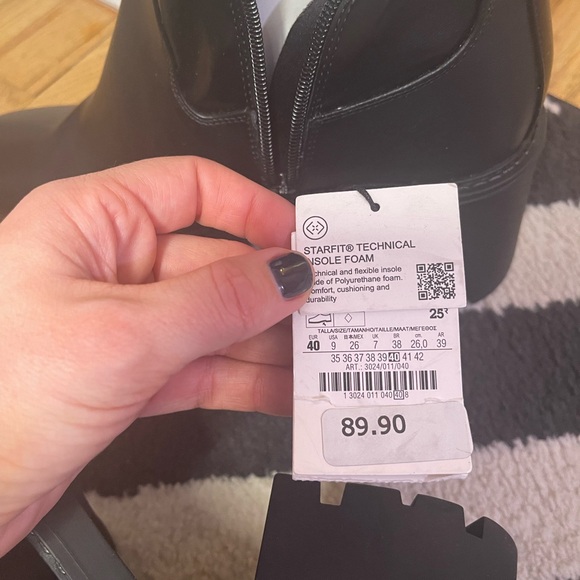 STARFIT® TECHNICAL
INSOLE FOAM
technical and flexible insole
made of Polyurethane foam.
Comfort, cushioning and
durability
25
TALLA/SIZE/TAMANHO/TAILLE/MAAT/ΜΕΓΕΘΟΣ
EUR USA MEX UK BR cm. AR
40 9 26 7 38 26,0 39
35 36 37 38 39 40 41 42
ART.: 3024/011/040
1 3024 011 040 40 8
89.90